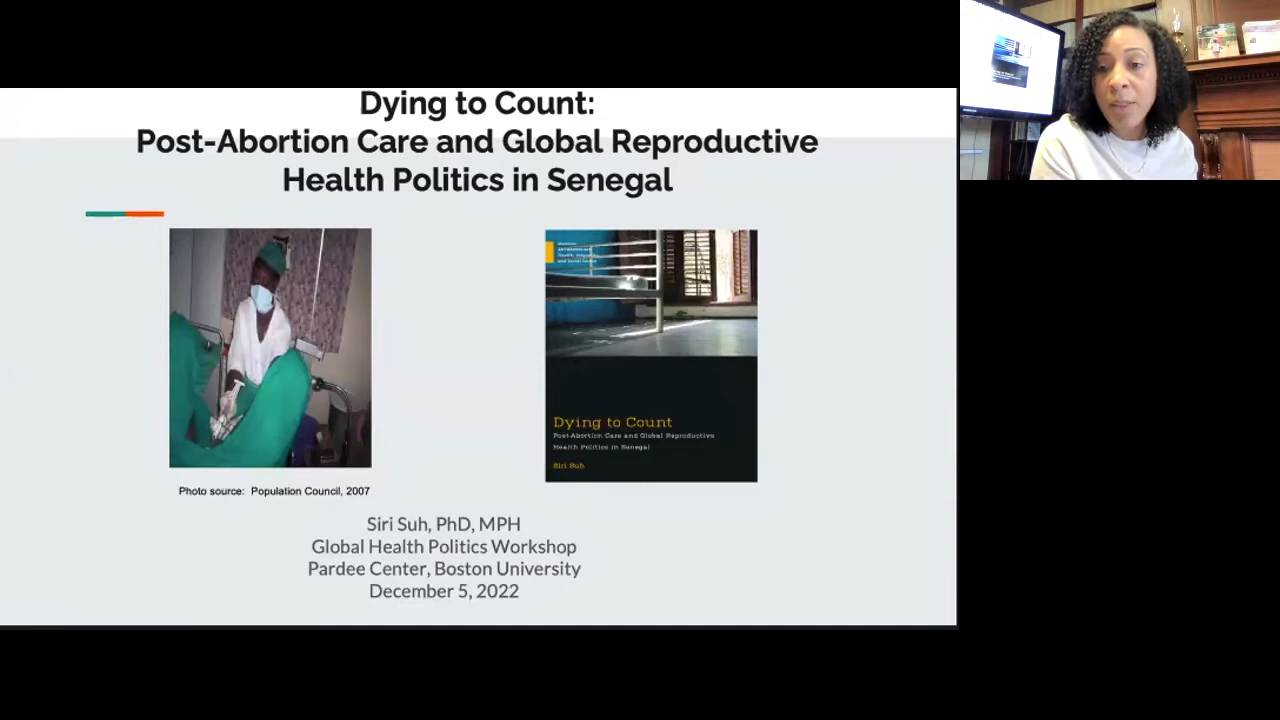 Dying to Count:
Post-Abortion Care and Global Reproductive
Health Politics in Senegal
Dying to Count
Post-Abortion Care and Global Reproductive
Health Politics in Senegal
Siri Suh
Photo source: Population Council, 2007
Siri Suh, PhD, MPH
Global Health Politics Workshop
Pardee Center, Boston University
December 5, 2022